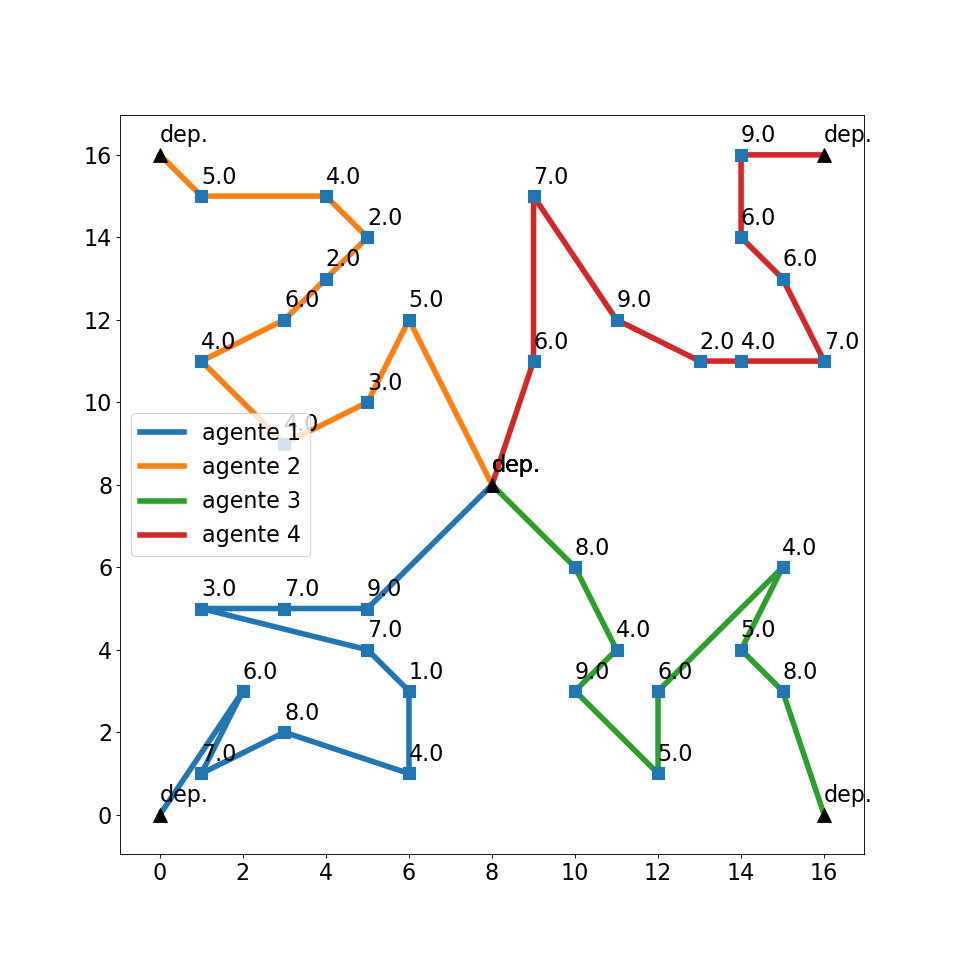 dep. 9.0 dep.
16
5.0 4.0 7.0
2.0 6.0
14
2.0 6.0
6.0 5.0 9.0
12
4.0 6.0 2.0 4.0 7.0
3.0
10
4.0
agente 1
agente 2
agente 3
agente 4
dep.
8
8.0 4.0
6
3.0 7.0 9.0
7.0 4.0 5.0
4
6.0 1.0 9.0 6.0 8.0
8.0
2
7.0 4.0 5.0
dep. dep.
0
0 2 4 6 8 10 12 14 16